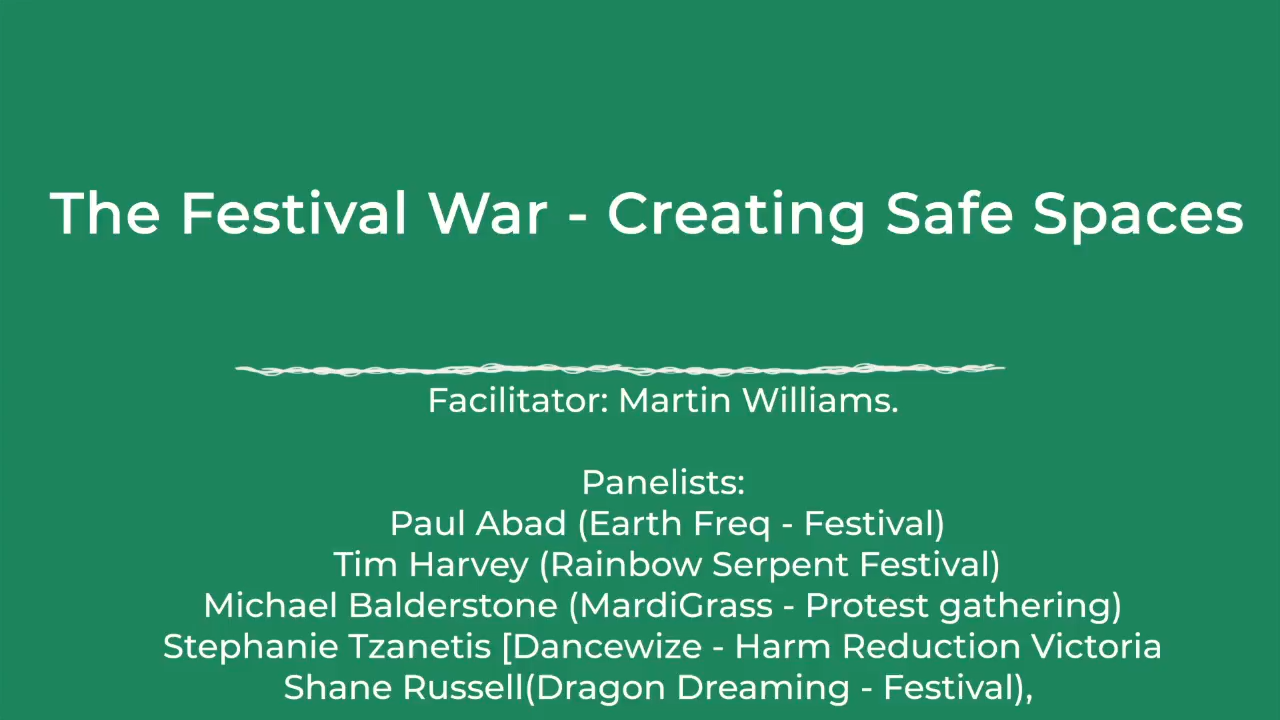 The Festival War - Creating Safe Spaces
Facilitator: Martin Williams.
Panelists:
Paul Abad (Earth Freq - Festival)
Tim Harvey (Rainbow Serpent Festival)
Michael Balderstone (MardiGrass - Protest gathering)
Stephanie Tzanetis [Dancewize - Harm Reduction Victoria
Shane Russell(Dragon Dreaming - Festival),